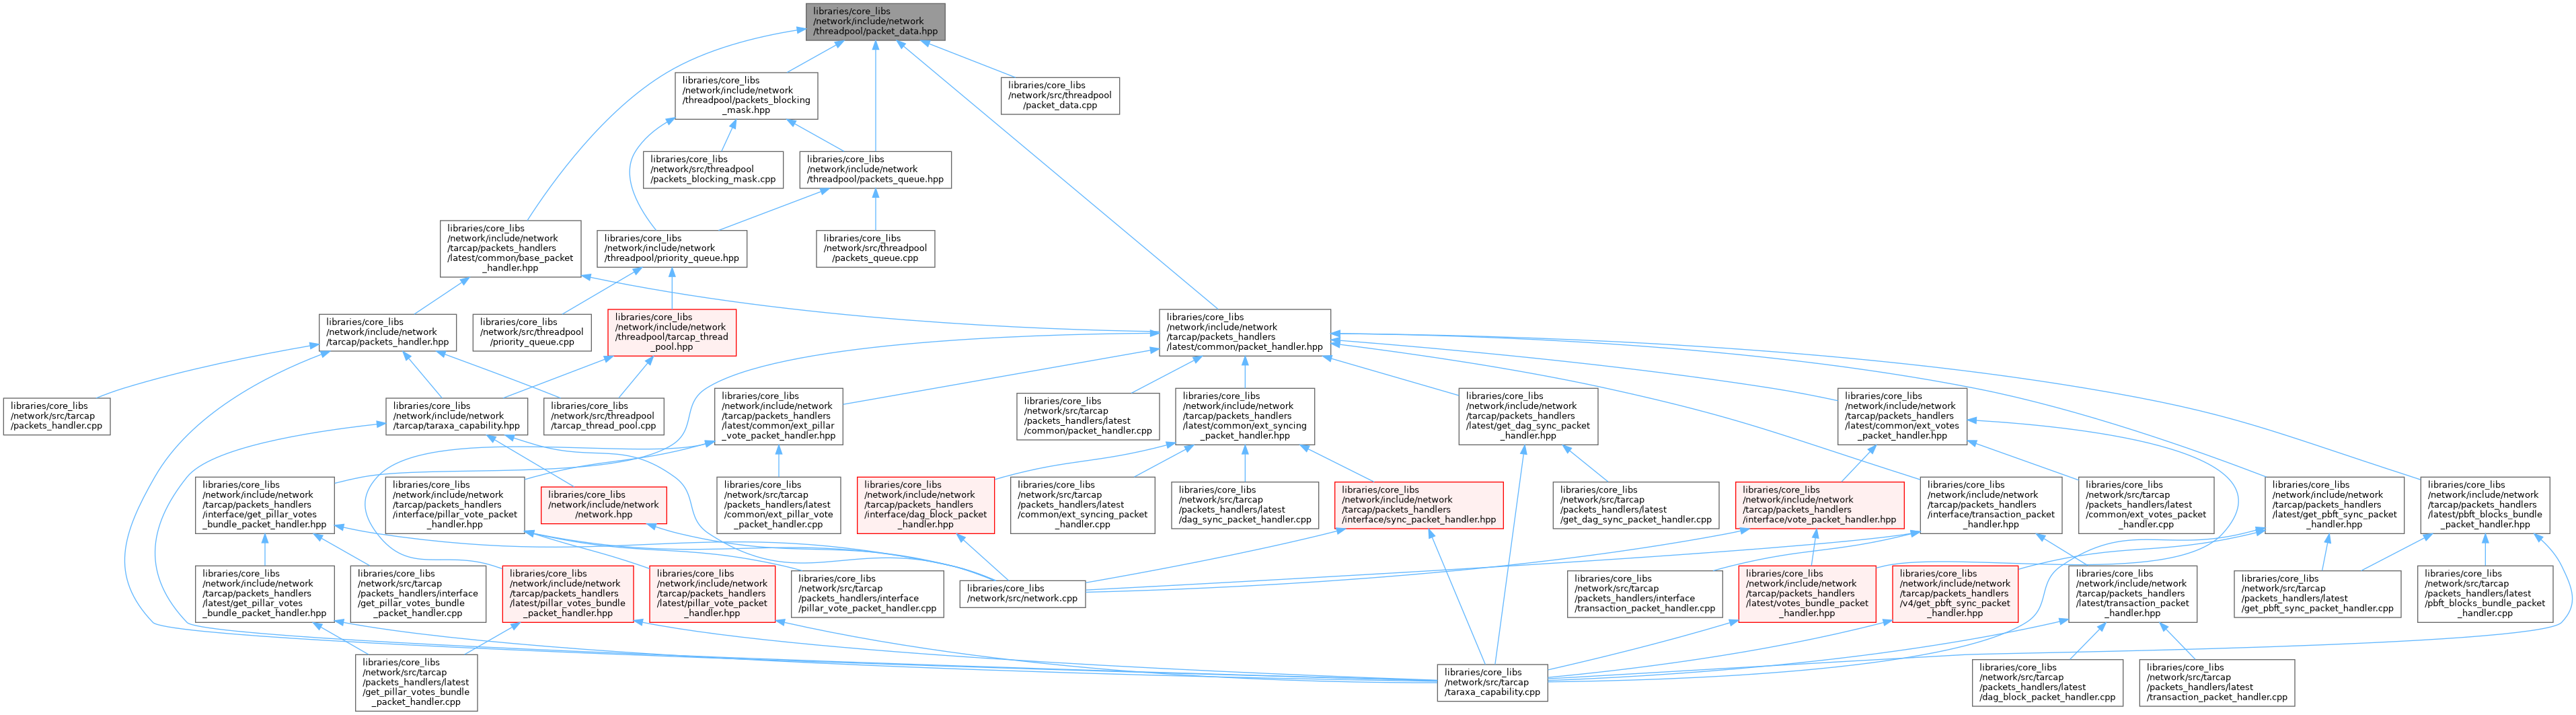 libraries/core_libs
/network/include/network
/threadpool/packet_data.hpp
libraries/core_libs
/network/include/network
/threadpool/packets_blocking
_mask.hpp
libraries/core_libs
/network/src/threadpool
/packet_data.cpp
libraries/core_libs
/network/src/threadpool
/packets_blocking_mask.cpp
libraries/core_libs
/network/include/network
/threadpool/packets_queue.hpp
libraries/core_libs
/network/include/network
/tarcap/packets_handlers
/latest/common/base_packet
_handler.hpp
libraries/core_libs
/network/include/network
/threadpool/priority_queue.hpp
libraries/core_libs
/network/src/threadpool
/packets_queue.cpp
libraries/core_libs
/network/include/network
/tarcap/packets_handler.hpp
libraries/core_libs
/network/src/threadpool
/priority_queue.cpp
libraries/core_libs
/network/include/network
/threadpool/tarcap_thread
_pool.hpp
libraries/core_libs
/network/include/network
/tarcap/packets_handlers
/latest/common/packet_handler.hpp
libraries/core_libs
/network/src/tarcap
/packets_handler.cpp
libraries/core_libs
/network/include/network
/tarcap/taraxa_capability.hpp
libraries/core_libs
/network/src/threadpool
/tarcap_thread_pool.cpp
libraries/core_libs
/network/include/network
/tarcap/packets_handlers
/latest/common/ext_pillar
_vote_packet_handler.hpp
libraries/core_libs
/network/src/tarcap
/packets_handlers/latest
/common/packet_handler.cpp
libraries/core_libs
/network/include/network
/tarcap/packets_handlers
/latest/common/ext_syncing
_packet_handler.hpp
libraries/core_libs
/network/include/network
/tarcap/packets_handlers
/latest/get_dag_sync_packet
_handler.hpp
libraries/core_libs
/network/include/network
/tarcap/packets_handlers
/latest/common/ext_votes
_packet_handler.hpp
libraries/core_libs
/network/include/network
/tarcap/packets_handlers
/interface/get_pillar_votes
_bundle_packet_handler.hpp
libraries/core_libs
/network/include/network
/tarcap/packets_handlers
/interface/pillar_vote_packet
_handler.hpp
libraries/core_libs
/network/include/network
/network.hpp
libraries/core_libs
/network/src/tarcap
/packets_handlers/latest
/common/ext_pillar_vote
_packet_handler.cpp
libraries/core_libs
/network/include/network
/tarcap/packets_handlers
/interface/dag_block_packet
_handler.hpp
libraries/core_libs
/network/src/tarcap
/packets_handlers/latest
/common/ext_syncing_packet
_handler.cpp
libraries/core_libs
/network/src/tarcap
/packets_handlers/latest
/dag_sync_packet_handler.cpp
libraries/core_libs
/network/include/network
/tarcap/packets_handlers
/interface/sync_packet_handler.hpp
libraries/core_libs
/network/src/tarcap
/packets_handlers/latest
/get_dag_sync_packet_handler.cpp
libraries/core_libs
/network/include/network
/tarcap/packets_handlers
/interface/vote_packet_handler.hpp
libraries/core_libs
/network/include/network
/tarcap/packets_handlers
/interface/transaction_packet
_handler.hpp
libraries/core_libs
/network/src/tarcap
/packets_handlers/latest
/common/ext_votes_packet
_handler.cpp
libraries/core_libs
/network/include/network
/tarcap/packets_handlers
/latest/get_pbft_sync_packet
_handler.hpp
libraries/core_libs
/network/include/network
/tarcap/packets_handlers
/latest/pbft_blocks_bundle
_packet_handler.hpp
libraries/core_libs
/network/include/network
/tarcap/packets_handlers
/latest/get_pillar_votes
_bundle_packet_handler.hpp
libraries/core_libs
/network/src/tarcap
/packets_handlers/interface
/get_pillar_votes_bundle
_packet_handler.cpp
libraries/core_libs
/network/include/network
/tarcap/packets_handlers
/latest/pillar_votes_bundle
_packet_handler.hpp
libraries/core_libs
/network/include/network
/tarcap/packets_handlers
/latest/pillar_vote_packet
_handler.hpp
libraries/core_libs
/network/src/tarcap
/packets_handlers/interface
/pillar_vote_packet_handler.cpp
libraries/core_libs
/network/src/network.cpp
libraries/core_libs
/network/src/tarcap
/packets_handlers/interface
/transaction_packet_handler.cpp
libraries/core_libs
/network/include/network
/tarcap/packets_handlers
/latest/votes_bundle_packet
_handler.hpp
libraries/core_libs
/network/include/network
/tarcap/packets_handlers
/v4/get_pbft_sync_packet
_handler.hpp
libraries/core_libs
/network/include/network
/tarcap/packets_handlers
/latest/transaction_packet
_handler.hpp
libraries/core_libs
/network/src/tarcap
/packets_handlers/latest
/get_pbft_sync_packet_handler.cpp
libraries/core_libs
/network/src/tarcap
/packets_handlers/latest
/pbft_blocks_bundle_packet
_handler.cpp
libraries/core_libs
/network/src/tarcap
/packets_handlers/latest
/get_pillar_votes_bundle
_packet_handler.cpp
libraries/core_libs
/network/src/tarcap
/taraxa_capability.cpp
libraries/core_libs
/network/src/tarcap
/packets_handlers/latest
/dag_block_packet_handler.cpp
libraries/core_libs
/network/src/tarcap
/packets_handlers/latest
/transaction_packet_handler.cpp